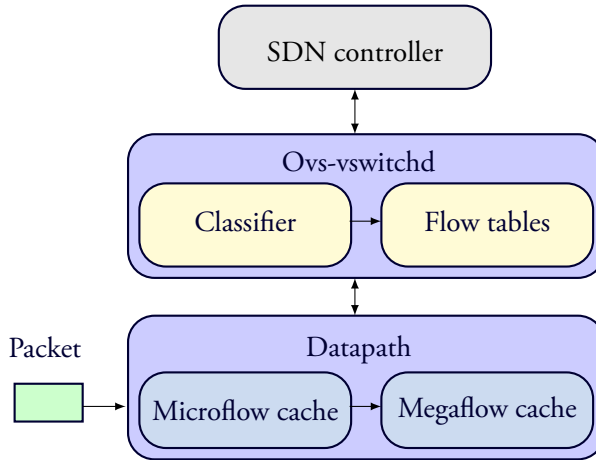 SDN controller
Ovs-vswitchd
Classifier
Flow tables
Packet
Datapath
Microflow cache
Megaflow cache